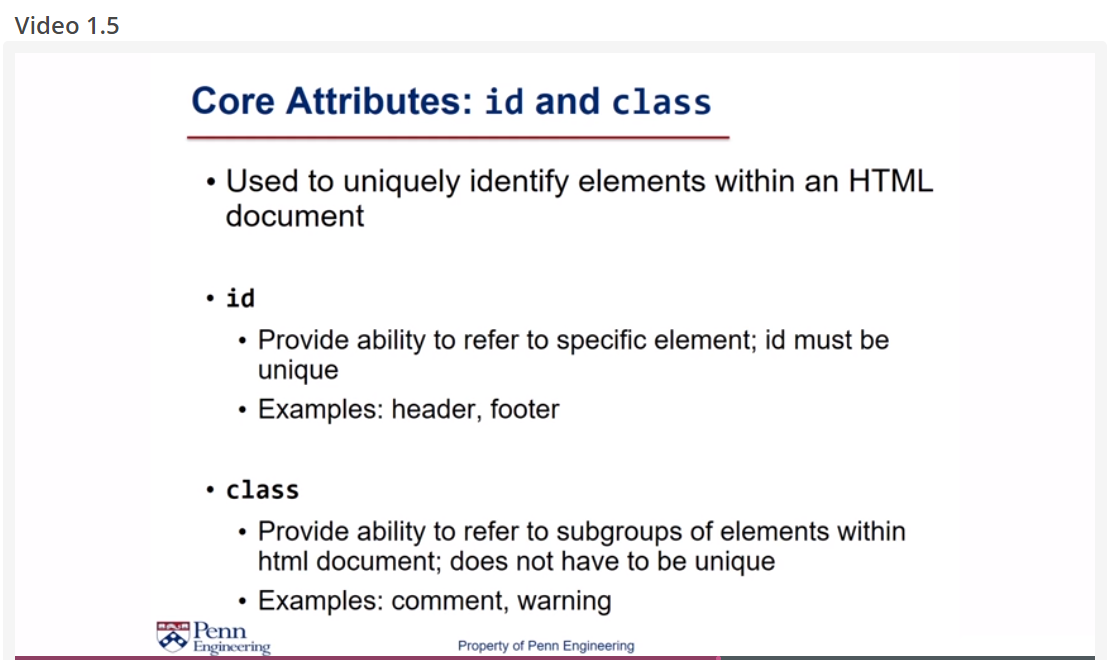 Video 1.5
Core Attributes: id and class
• Used to uniquely identify elements within an HTML
document
• id
• Provide ability to refer to specific element; id must be
unique
• Examples: header, footer
• class
• Provide ability to refer to subgroups of elements within
html document; does not have to be unique
• Examples: comment, warning
Penn
Engineering
Property of Penn Engineering